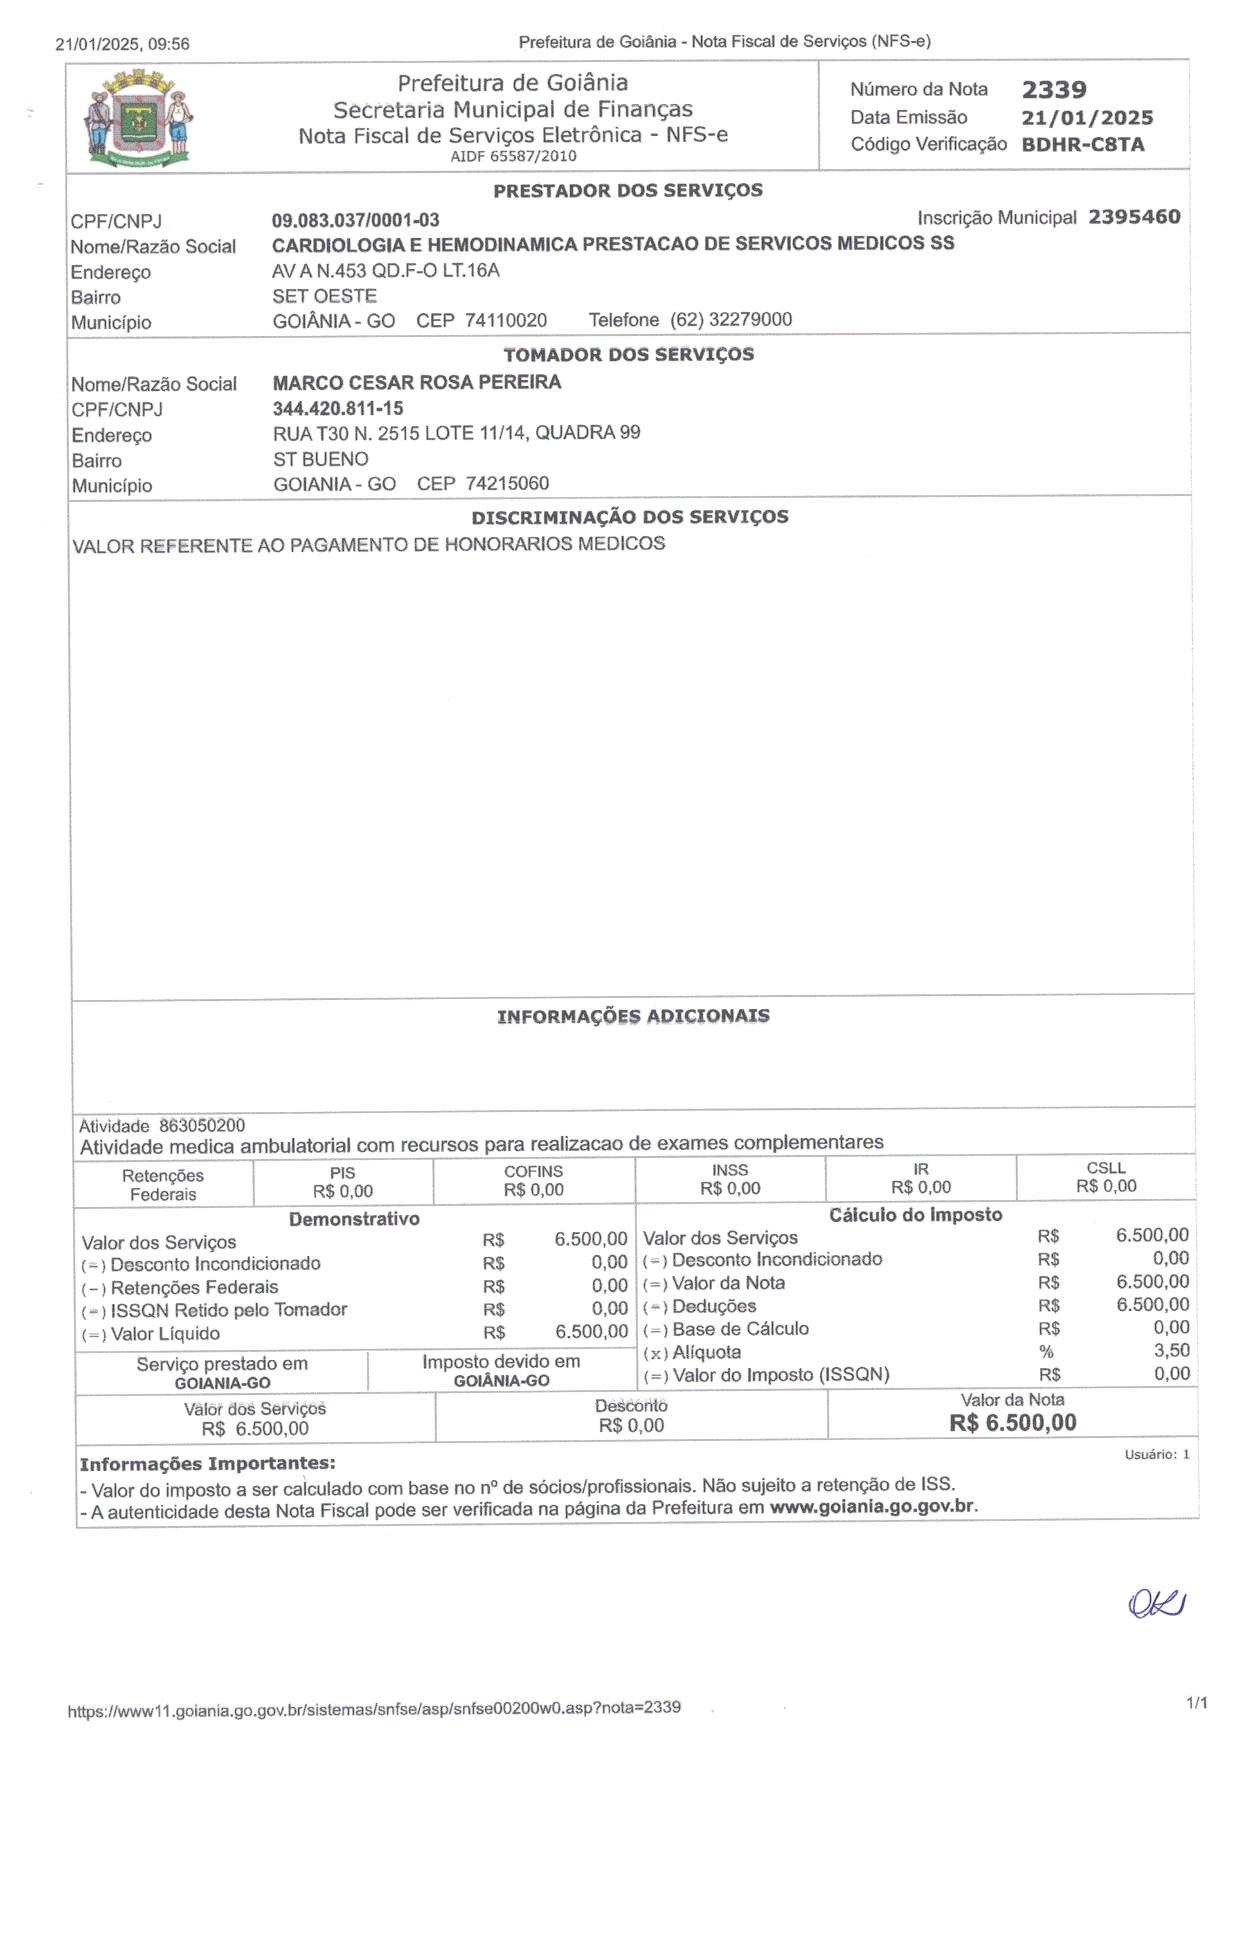 21/01/2025, 09:56
Prefeitura de Goiânia - Nota Fiscal de Serviços (NFS-e)
Prefeitura de Goiânia
Secretaria Municipal de Finanças
Nota Fiscal de Serviços Eletrônica - NFS-e
AIDF 65587/2010
Número da Nota 2339
Data Emissão 21/01/2025
Código Verificação BDHR-C8TA
PRESTADOR DOS SERVIÇOS
CPF/CNPJ 09.083.037/0001-03 Inscrição Municipal 2395460
Nome/Razão Social CARDIOLOGIA E HEMODINAMICA PRESTACAO DE SERVICOS MEDICOS SS
Endereço AV A N.453 QD.F-O LT.16A
Bairro SET OESTE
Município GOIÂNIA - GO CEP 74110020 Telefone (62) 32279000
TOMADOR DOS SERVIÇOS
Nome/Razão Social MARCO CESAR ROSA PEREIRA
CPF/CNPJ 344.420.811-15
Endereço RUA T30 N. 2515 LOTE 11/14, QUADRA 99
Bairro ST BUENO
Município GOIANIA - GO CEP 74215060
DISCRIMINAÇÃO DOS SERVIÇOS
VALOR REFERENTE AO PAGAMENTO DE HONORARIOS MEDICOS
INFORMAÇÕES ADICIONAIS
Atividade 863050200
Atividade medica ambulatorial com recursos para realizacao de exames complementares
Retenções Federais
PIS R$ 0,00
COFINS R$ 0,00
INSS R$ 0,00
IR R$ 0,00
CSLL R$ 0,00
Demonstrativo
Valor dos Serviços R$ 6.500,00
(-) Desconto Incondicionado R$ 0,00
(-) Retenções Federais R$ 0,00
(-) ISSQN Retido pelo Tomador R$ 0,00
(=) Valor Líquido R$ 6.500,00
Serviço prestado em
GOIANIA-GO
Imposto devido em
GOIÂNIA-GO
Cálculo do Imposto
Valor dos Serviços R$ 6.500,00
(-) Desconto Incondicionado R$ 0,00
(=) Valor da Nota R$ 6.500,00
(-) Deduções R$ 6.500,00
(=) Base de Cálculo R$ 0,00
(x) Alíquota % 3,50
(=) Valor do Imposto (ISSQN) R$ 0,00
Valor dos Serviços
R$ 6.500,00
Desconto
R$ 0,00
Valor da Nota
R$ 6.500,00
Informações Importantes: Usuário: 1
- Valor do imposto a ser calculado com base no nº de sócios/profissionais. Não sujeito a retenção de ISS.
- A autenticidade desta Nota Fiscal pode ser verificada na página da Prefeitura em www.goiania.go.gov.br.
OK
https://www11.goiania.go.gov.br/sistemas/snfse/asp/snfse00200w0.asp?nota=2339
1/1